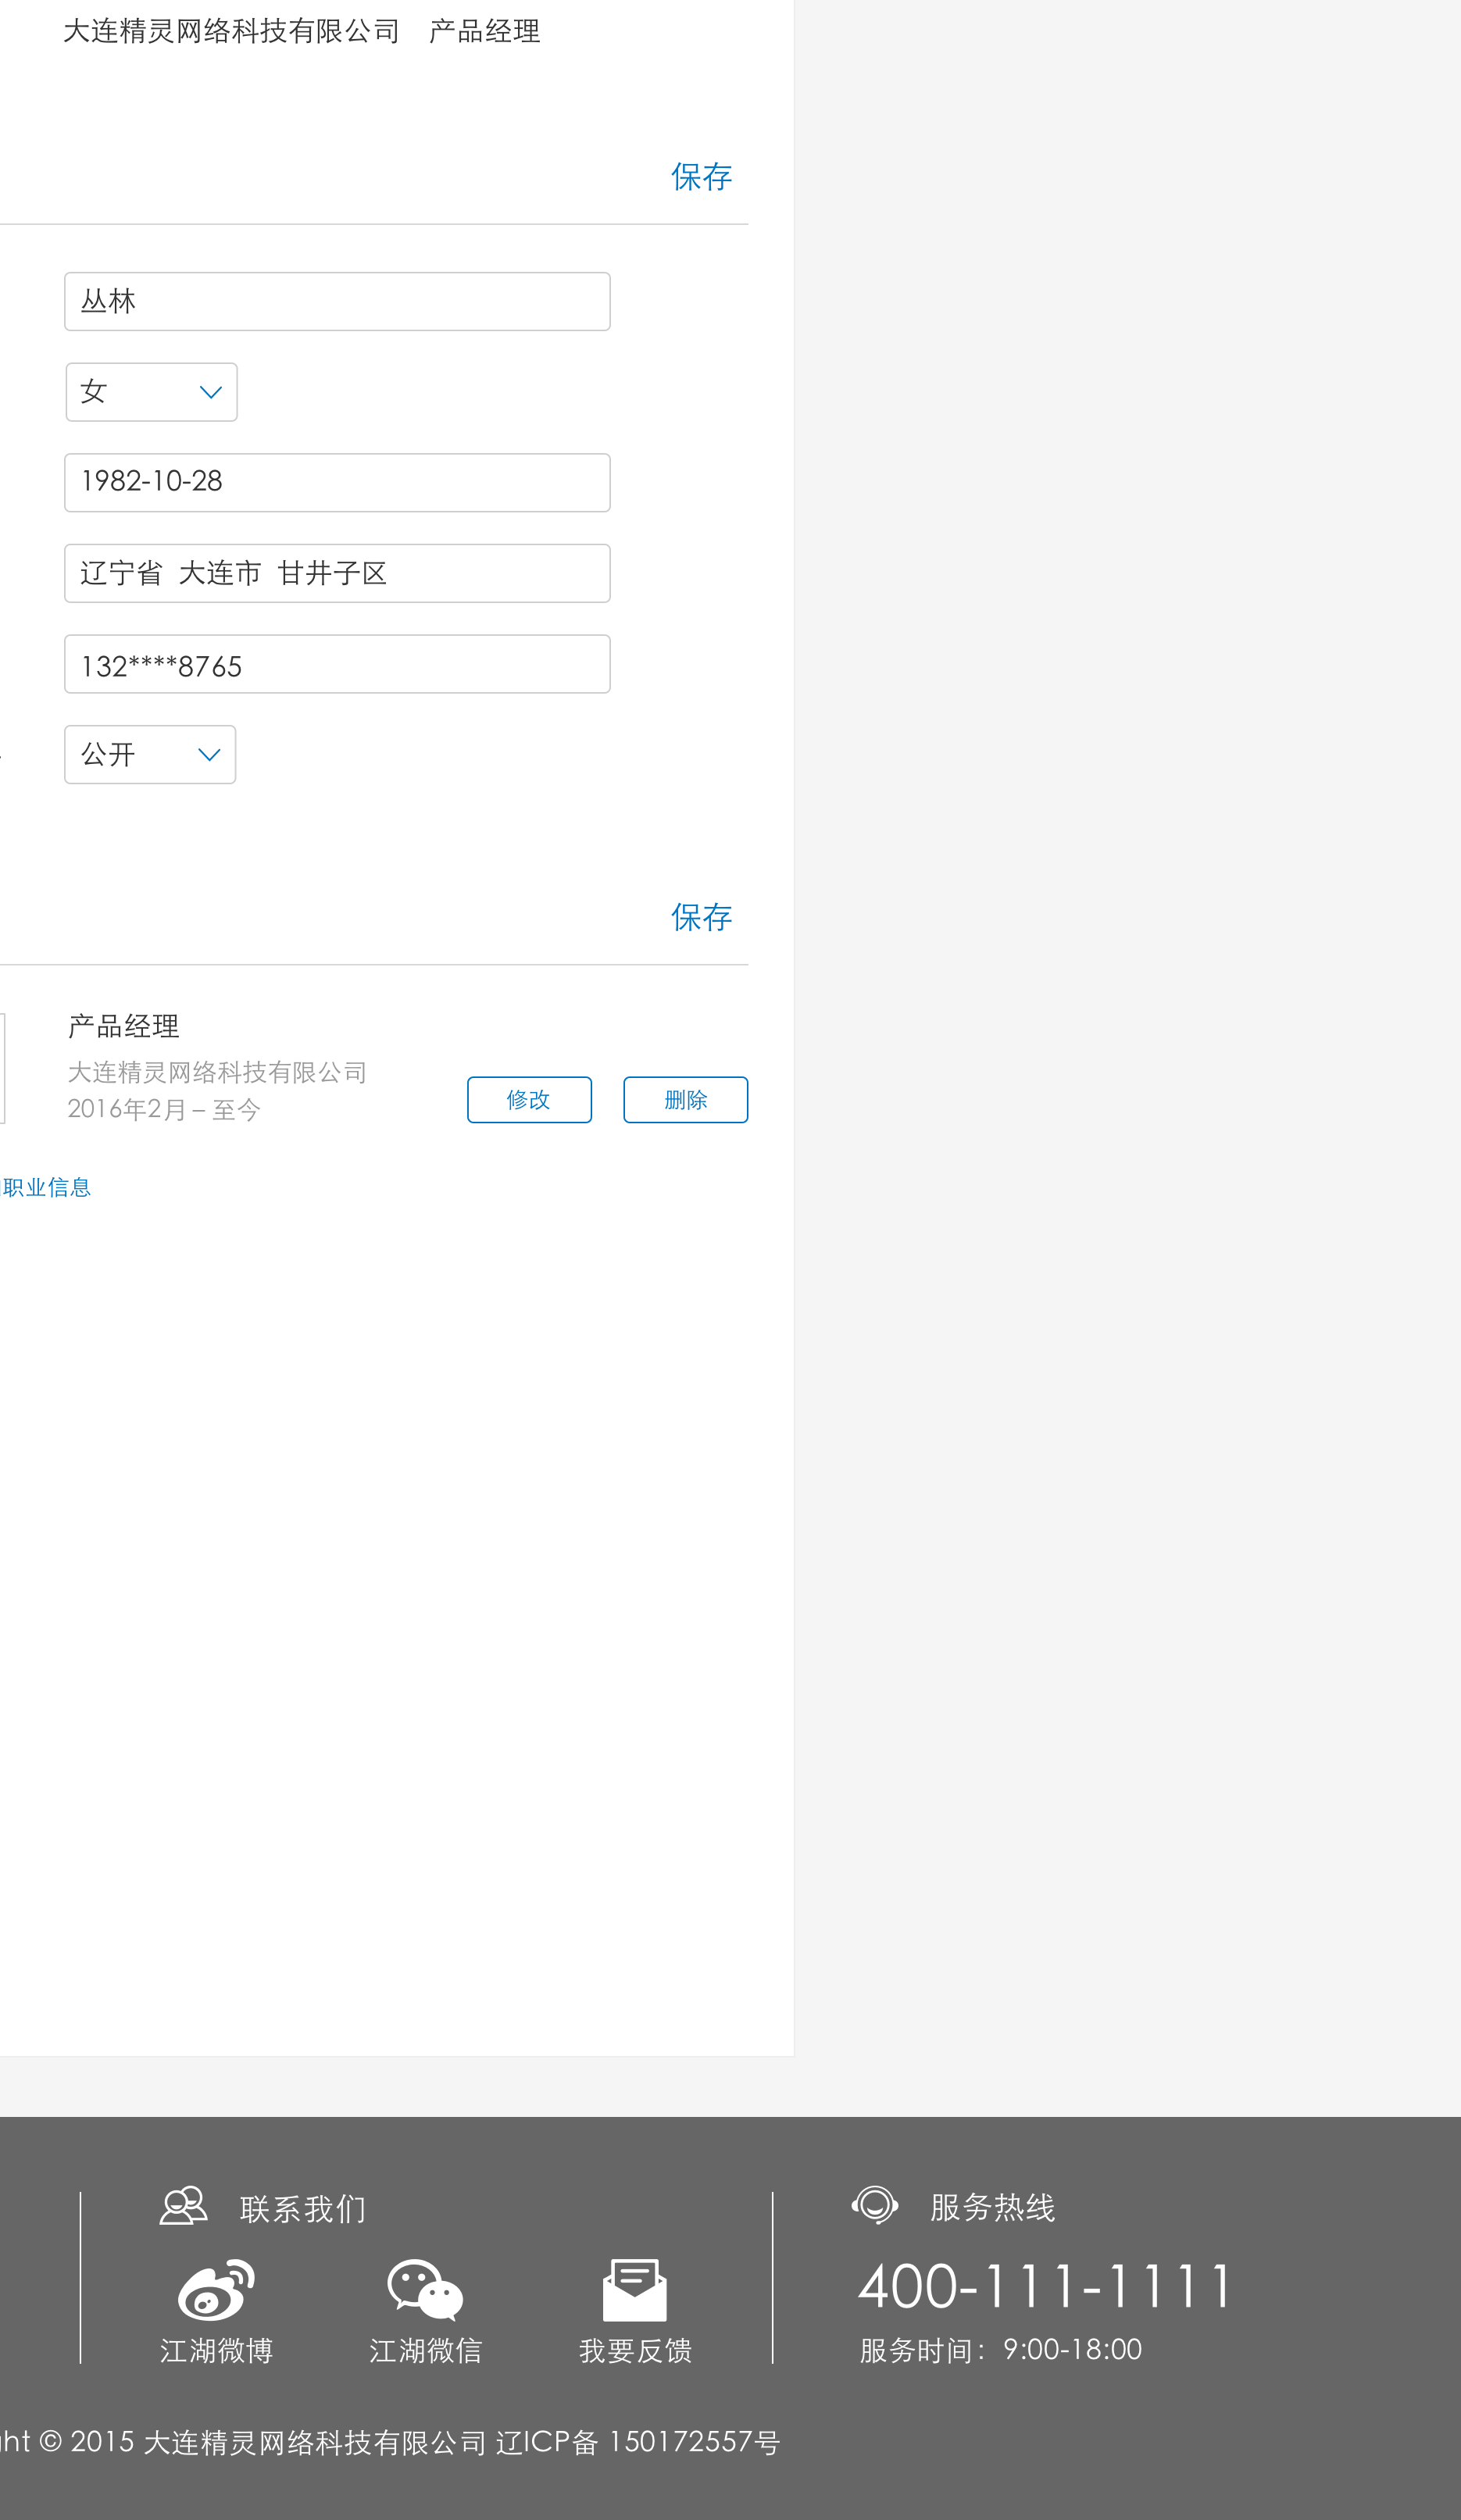 大连精灵网络科技有限公司 产品经理
保存
丛林
女
1982-10-28
辽宁省 大连市 甘井子区
132****8765
公开
保存
产品经理
大连精灵网络科技有限公司
2016年2月 – 至今
修改 删除
职业信息
联系我们
服务热线
400-111-1111
江湖微博 江湖微信 我要反馈
服务时间：9:00-18:00
ht © 2015 大连精灵网络科技有限公司 辽ICP备 150172557号